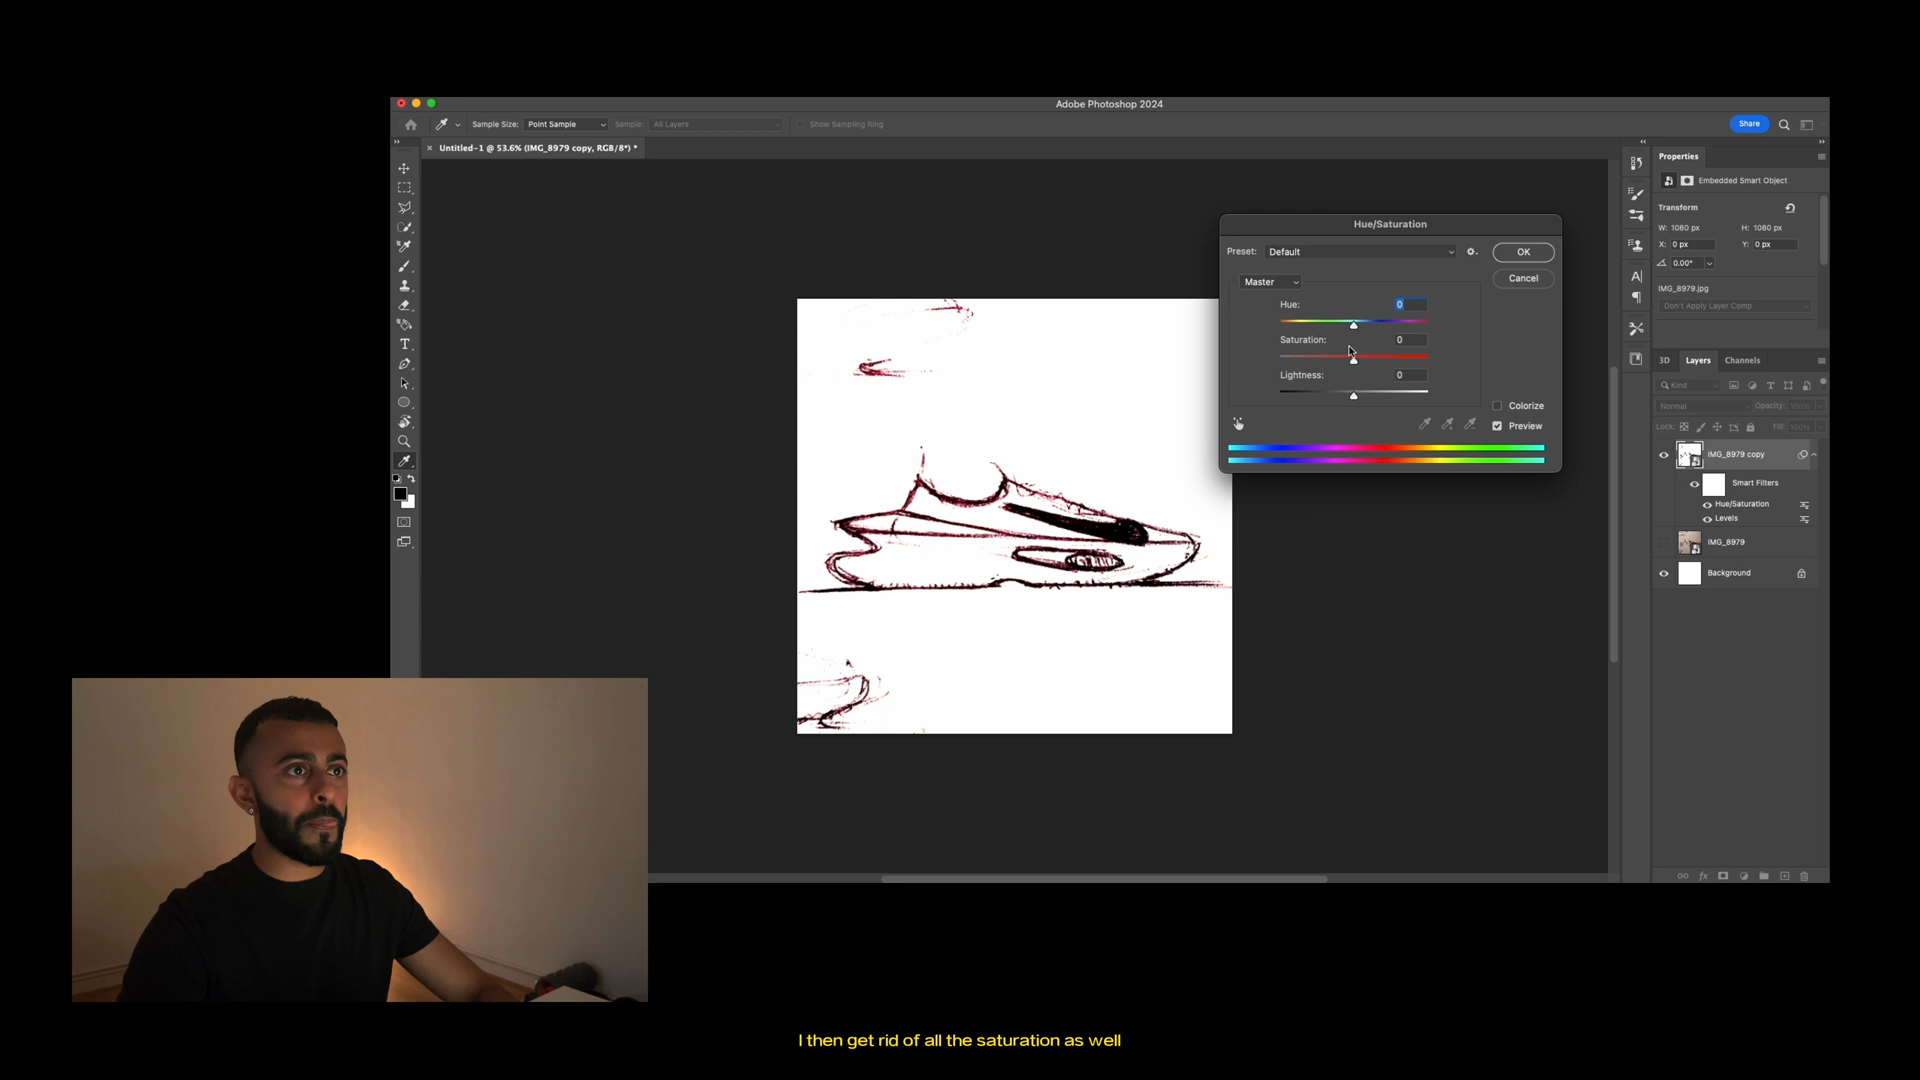 Adobe Photoshop 2024
Sample Size: Point Sample Sample: All Layers Show Sampling Ring Share
Untitled-1 @ 53.6% (IMG_8979 copy, RGB/8*) *
Hue/Saturation
Preset: Default OK
Cancel
Master
Hue: 0
Saturation: 0
Lightness: 0
Colorize
Preview
Properties
Embedded Smart Object
Transform
W: 1080 px H: 1080 px
X: 0 px Y: 0 px
0.00°
IMG_8979.jpg
Don't Apply Layer Comp
3D Layers Channels
Kind
Normal Opacity: 100%
Lock: Fill: 100%
IMG_8979 copy
Smart Filters
Hue/Saturation
Levels
IMG_8979
Background
I then get rid of all the saturation as well